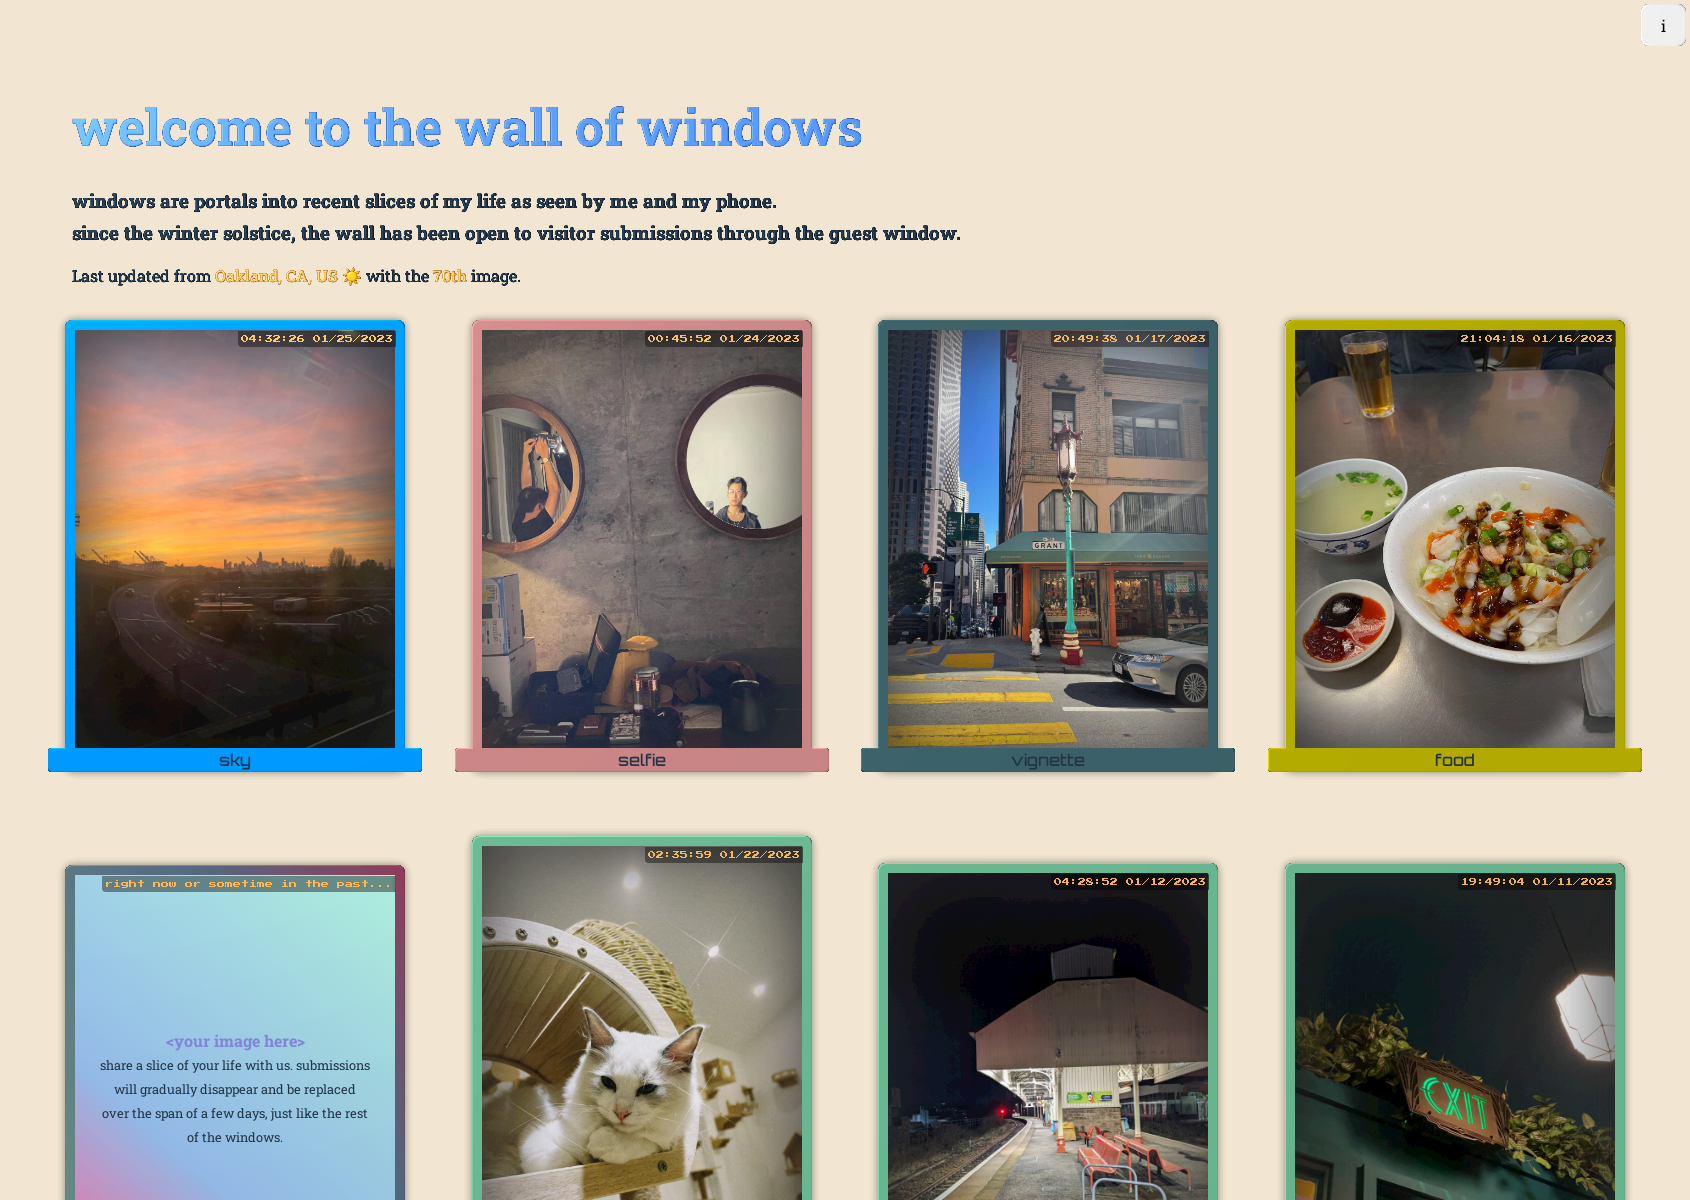 i
welcome to the wall of windows
windows are portals into recent slices of my life as seen by me and my phone.
since the winter solstice, the wall has been open to visitor submissions through the guest window.
Last updated from Oakland, CA, US ☀️ with the 70th image.
04:32:26 01/25/2023
00:45:52 01/24/2023
20:49:38 01/17/2023
21:04:18 01/16/2023
GRANT
sky
selfie
vignette
food
right now or sometime in the past...
02:35:59 01/22/2023
04:28:52 01/12/2023
19:49:04 01/11/2023
<your image here>
share a slice of your life with us. submissions
will gradually disappear and be replaced
over the span of a few days, just like the rest
of the windows.
EXIT